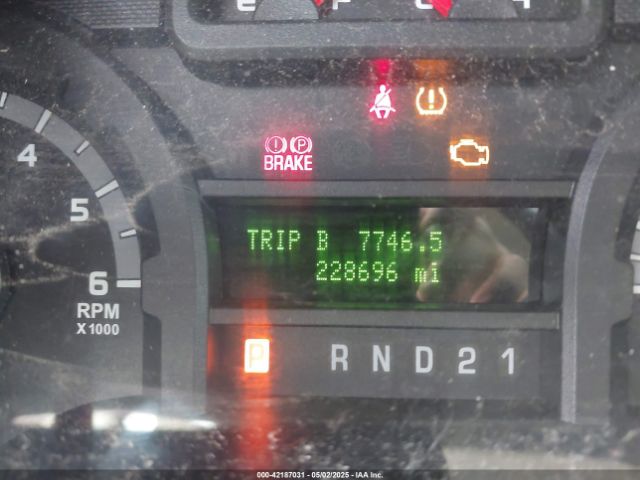 E F C H
BRAKE
4
5
6
RPM
X1000
TRIP B 7746.5
228696 mi
P R N D 2 1
000-42187031 - 05/02/2025 - IAA Inc.